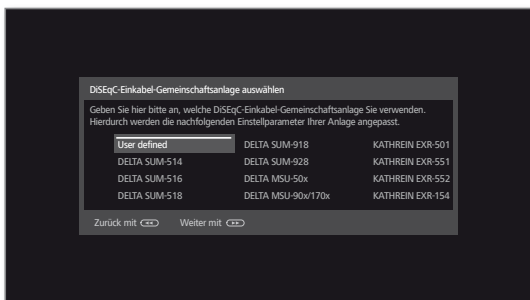 DiSEqC-Einkabel-Gemeinschaftsanlage auswählen
Geben Sie hier bitte an, welche DiSEqC-Einkabel-Gemeinschaftsanlage Sie verwenden.
Hierdurch werden die nachfolgenden Einstellparameter Ihrer Anlage angepasst.
User defined DELTA SUM-918 KATHREIN EXR-501
DELTA SUM-514 DELTA SUM-928 KATHREIN EXR-551
DELTA SUM-516 DELTA MSU-50x KATHREIN EXR-552
DELTA SUM-518 DELTA MSU-90x/170x KATHREIN EXR-154
Zurück mit Weiter mit